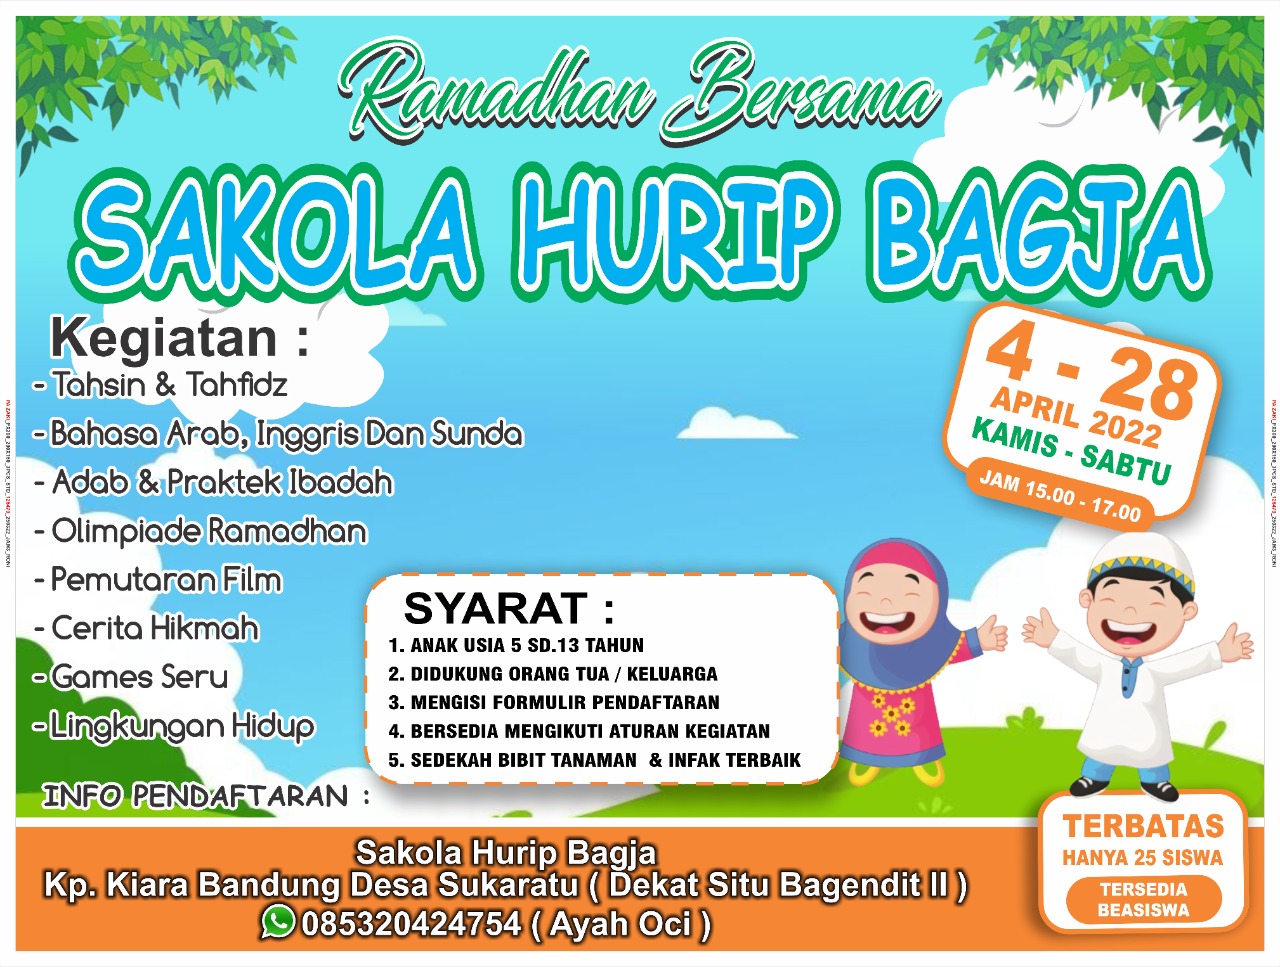 Ramadhan Bersama
SAKOLA HURIP BAGJA
Kegiatan :
- Tahsin & Tahfidz
- Bahasa Arab, Inggris Dan Sunda
- Adab & Praktek Ibadah
- Olimpiade Ramadhan
- Pemutaran Film
- Cerita Hikmah
- Games Seru
- Lingkungan Hidup
4 - 28
APRIL 2022
KAMIS - SABTU
JAM 15.00 - 17.00
SYARAT :
1. ANAK USIA 5 SD.13 TAHUN
2. DIDUKUNG ORANG TUA / KELUARGA
3. MENGISI FORMULIR PENDAFTARAN
4. BERSEDIA MENGIKUTI ATURAN KEGIATAN
5. SEDEKAH BIBIT TANAMAN & INFAK TERBAIK
INFO PENDAFTARAN :
Sakola Hurip Bagja
Kp. Kiara Bandung Desa Sukaratu ( Dekat Situ Bagendit II )
085320424754 ( Ayah Oci )
TERBATAS
HANYA 25 SISWA
TERSEDIA
BEASISWA